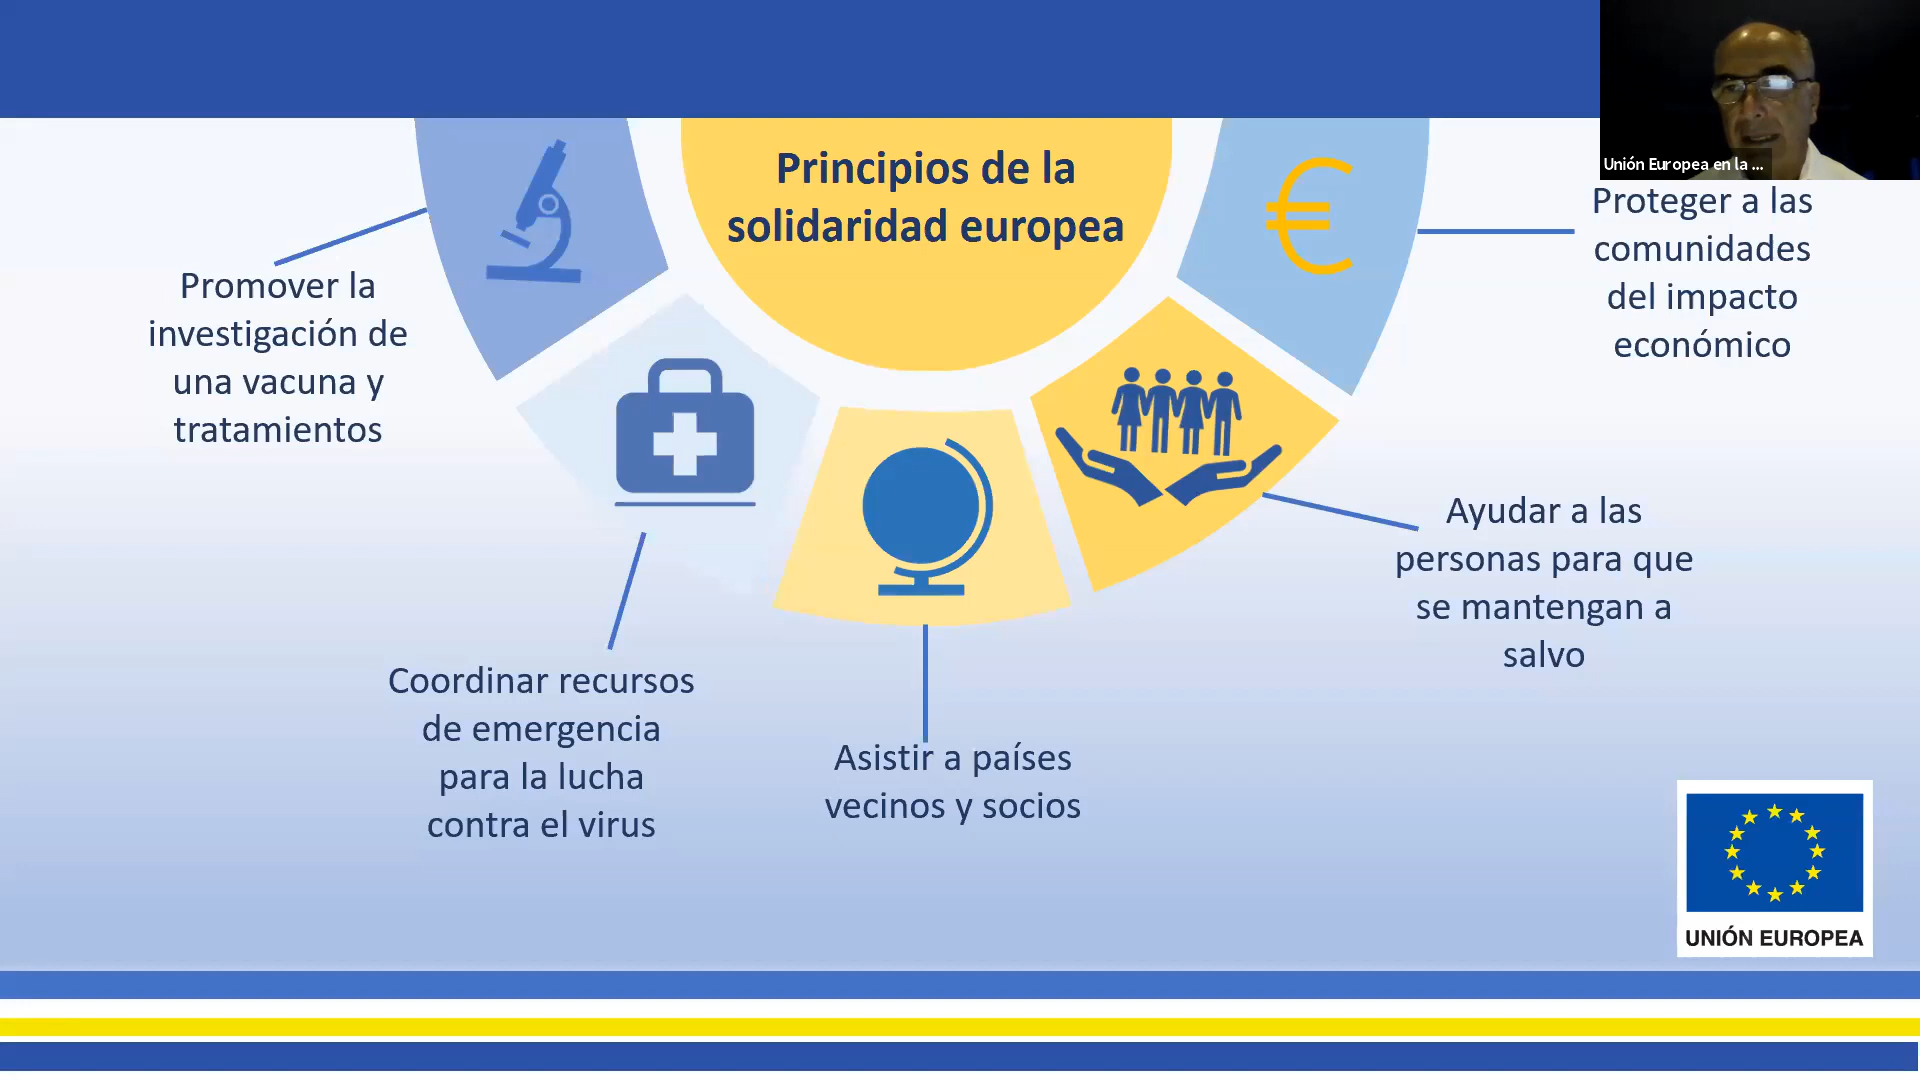 Principios de la
solidaridad europea
€
Unión Europea en la ...
Promover la
investigación de
una vacuna y
tratamientos
Coordinar recursos
de emergencia
para la lucha
contra el virus
Asistir a países
vecinos y socios
Ayudar a las
personas para que
se mantengan a
salvo
Proteger a las
comunidades
del impacto
económico
UNIÓN EUROPEA